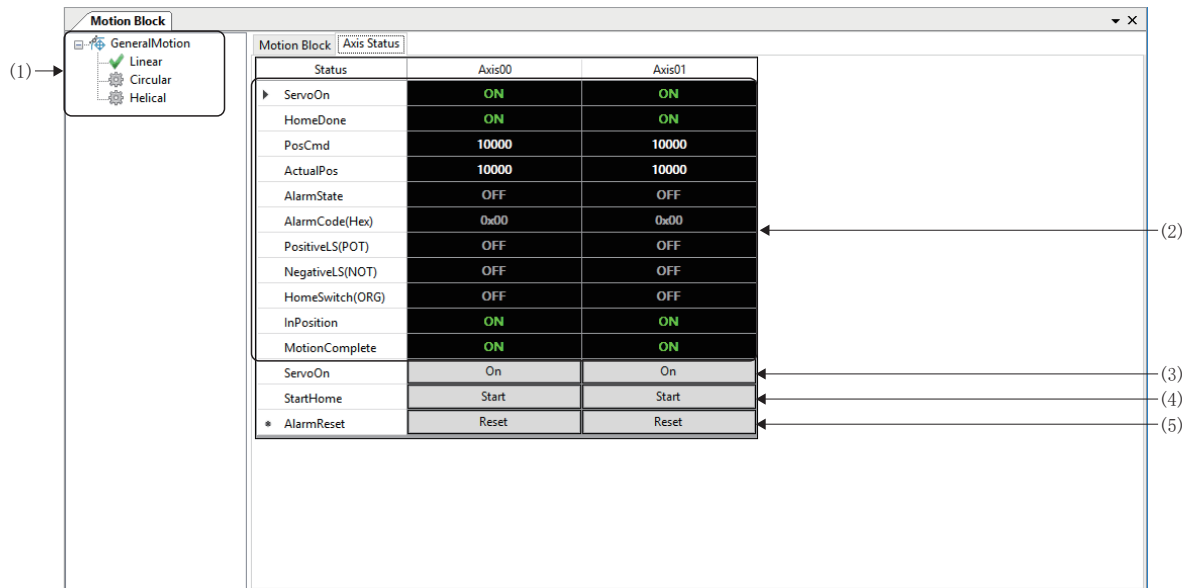 Motion Block
GeneralMotion
Linear
Circular
Helical
(1)
Motion Block Axis Status
Status Axis00 Axis01
ServoOn ON ON
HomeDone ON ON
PosCmd 10000 10000
ActualPos 10000 10000
AlarmState OFF OFF
AlarmCode(Hex) 0x00 0x00
PositiveLS(POT) OFF OFF
(2)
NegativeLS(NOT) OFF OFF
HomeSwitch(ORG) OFF OFF
InPosition ON ON
MotionComplete ON ON
ServoOn On On (3)
StartHome Start Start (4)
AlarmReset Reset Reset (5)